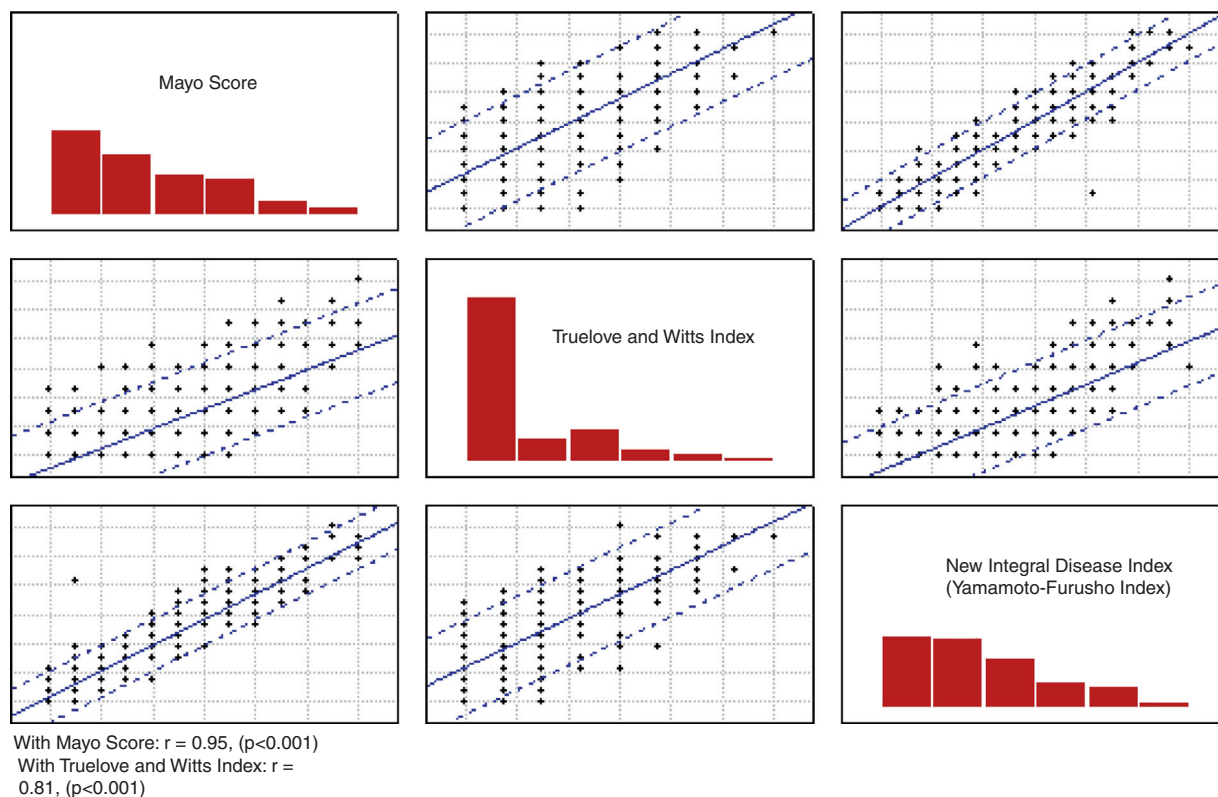 Mayo Score
Truelove and Witts Index
New Integral Disease Index
(Yamamoto-Furusho Index)
With Mayo Score: r = 0.95, (p<0.001)
With Truelove and Witts Index: r =
0.81, (p<0.001)